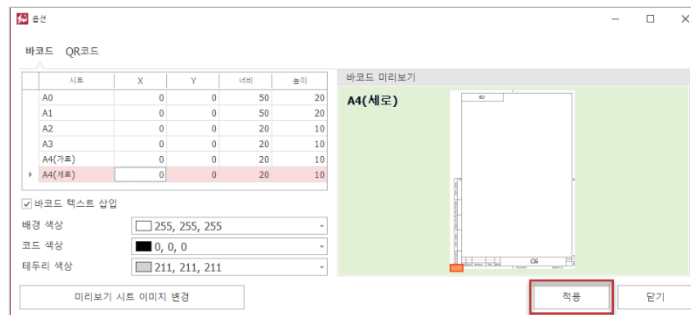 옵션
바코드 QR코드
시트 X Y 너비 높이
A0 0 0 50 20
A1 0 0 50 20
A2 0 0 20 10
A3 0 0 20 10
A4(가로) 0 0 20 10
A4(세로) 0 0 20 10
바코드 텍스트 삽입
배경 색상 255, 255, 255
코드 색상 0, 0, 0
테두리 색상 211, 211, 211
미리보기 시트 이미지 변경
바코드 미리보기
A4(세로)
적용 닫기